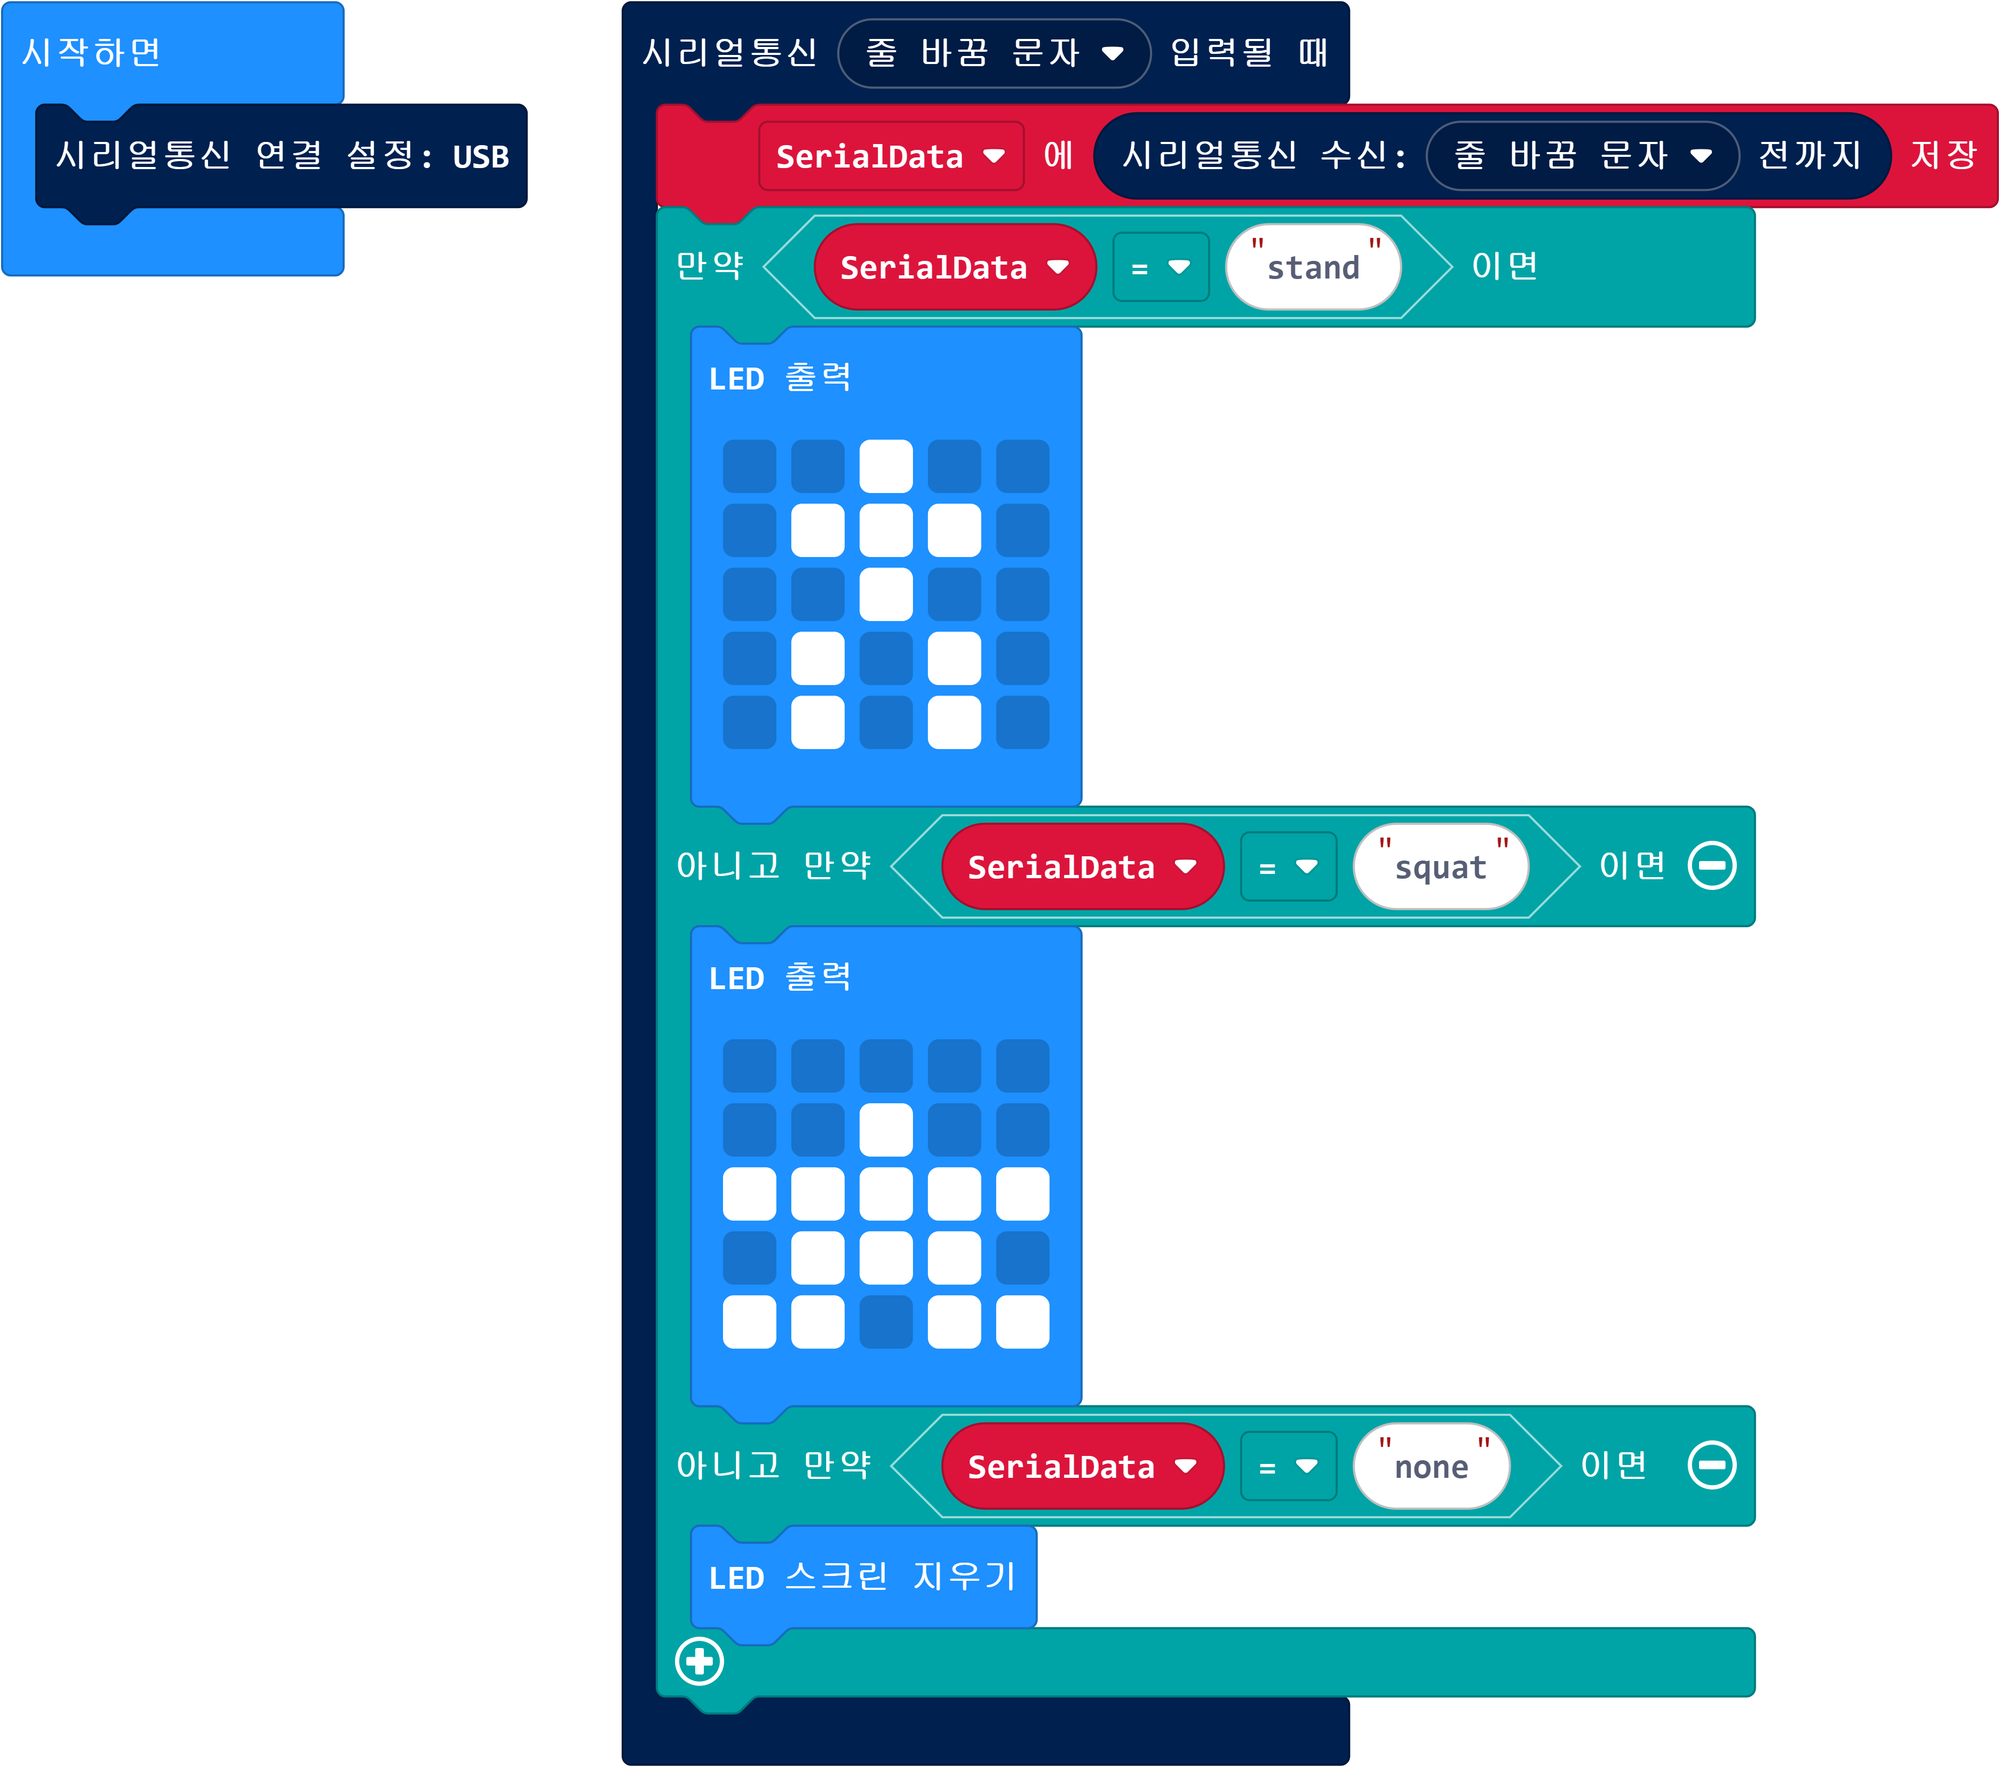 시작하면
시리얼통신 연결 설정: USB
시리얼통신 줄 바꿈 문자 입력될 때
SerialData 에 시리얼통신 수신: 줄 바꿈 문자 전까지 저장
만약 SerialData = "stand" 이면
LED 출력
아니고 만약 SerialData = "squat" 이면
LED 출력
아니고 만약 SerialData = "none" 이면
LED 스크린 지우기